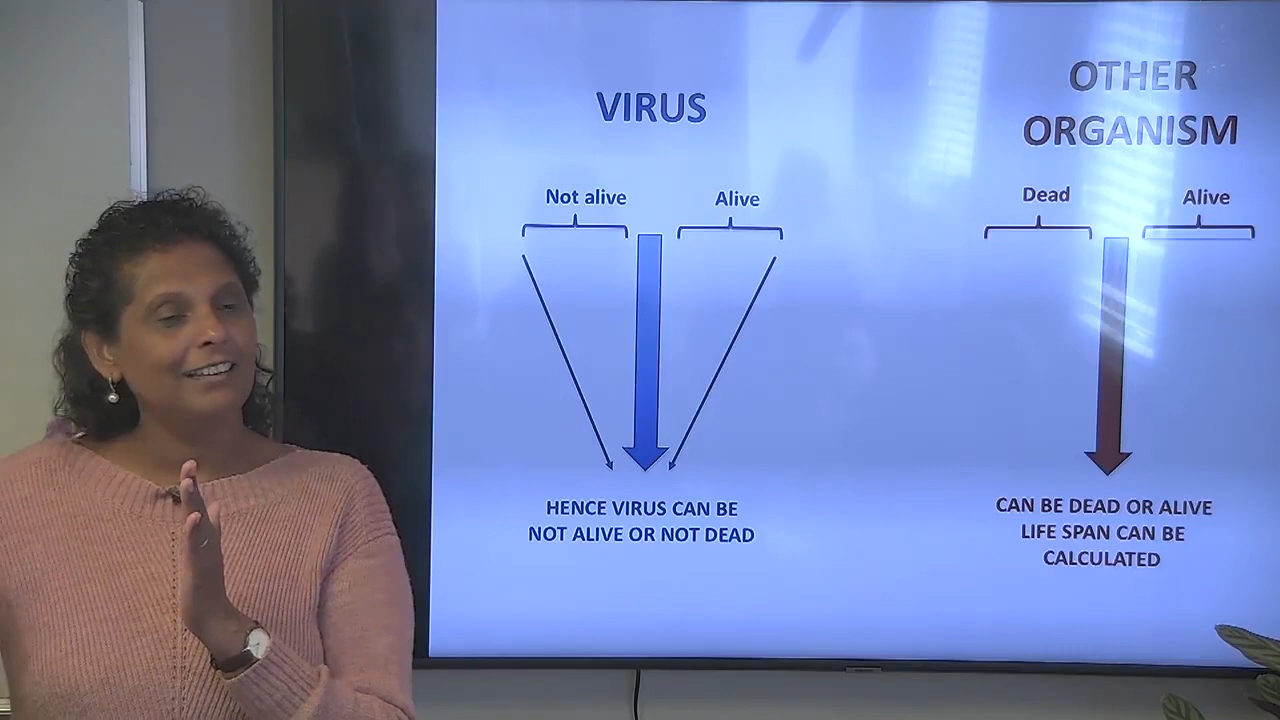 VIRUS
Not alive
Alive
HENCE VIRUS CAN BE
NOT ALIVE OR NOT DEAD
OTHER
ORGANISM
Dead
Alive
CAN BE DEAD OR ALIVE
LIFE SPAN CAN BE
CALCULATED